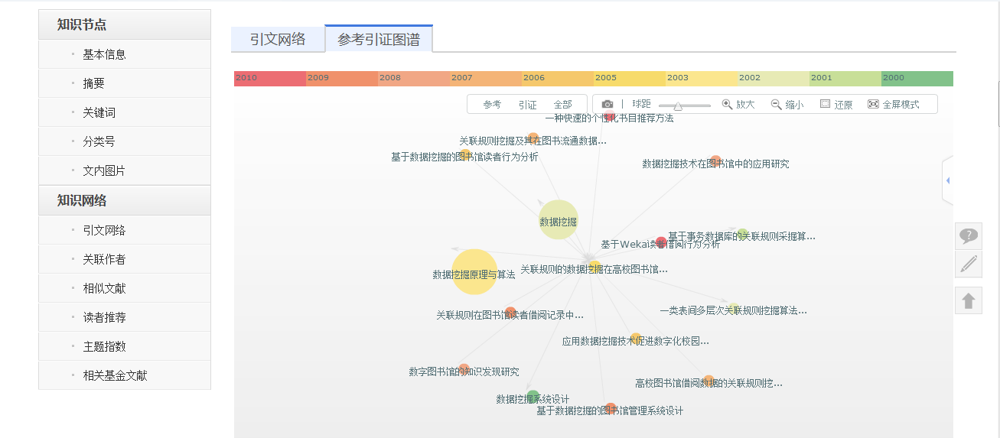 知识节点
基本信息
摘要
关键词
分类号
文内图片
知识网络
引文网络
关联作者
相似文献
读者推荐
主题指数
相关基金文献
引文网络
参考引证图谱
2010
2009
2008
2007
2006
2005
2003
2002
2001
2000
参考
引证
全部
球距
放大
缩小
还原
全屏模式
一种快速的个性化书目推荐方法
关联规则挖掘及其在图书流通数据...
基于数据挖掘的图书馆读者行为分析
数据挖掘技术在图书馆中的应用研究
数据挖掘
基于事务数据库的关联规则采掘算...
基于Weka读者借阅行为分析
关联规则的数据挖掘在高校图书馆...
数据挖掘原理与算法
一类表间多层次关联规则挖掘算法...
关联规则在图书馆读者借阅记录中...
应用数据挖掘技术促进数字化校园...
数字图书馆的知识发现研究
高校图书馆借阅数据的关联规则挖...
数据挖掘系统设计
基于数据挖掘的图书馆管理系统设计